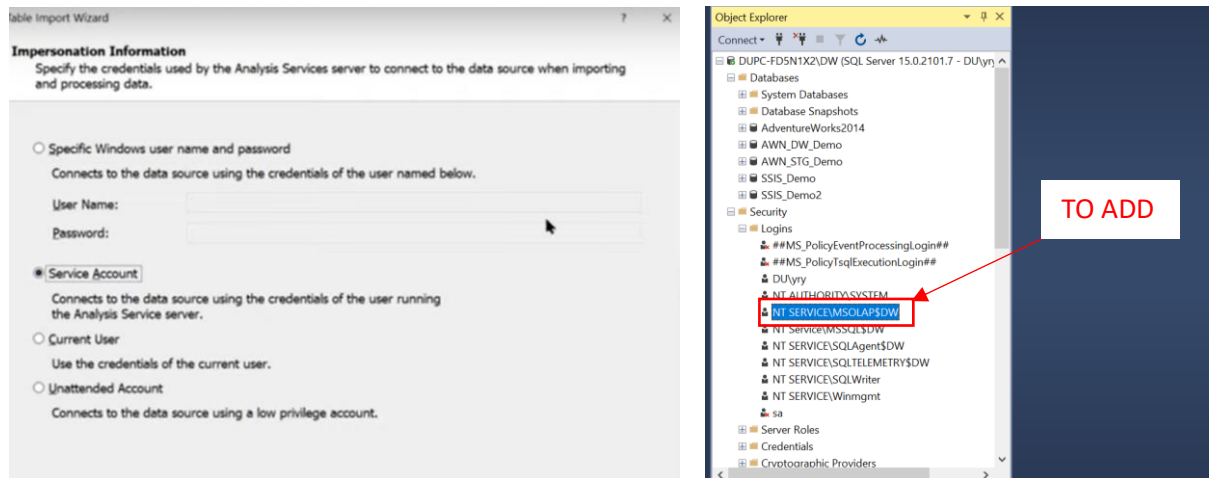 Table Import Wizard
?
×
Impersonation Information
Specify the credentials used by the Analysis Services server to connect to the data source when importing
and processing data.
Specific Windows user name and password
Connects to the data source using the credentials of the user named below.
User Name:
Password:
Service Account
Connects to the data source using the credentials of the user running
the Analysis Service server.
Current User
Use the credentials of the current user.
Unattended Account
Connects to the data source using a low privilege account.
Object Explorer
Connect
DUPC-FD5N1X2\DW (SQL Server 15.0.2101.7 - DU\yry
Databases
System Databases
Database Snapshots
AdventureWorks2014
AWN_DW_Demo
AWN_STG_Demo
SSIS_Demo
SSIS_Demo2
Security
Logins
##MS_PolicyEventProcessingLogin##
##MS_PolicyTsqlExecutionLogin##
DU\yry
NT AUTHORITY\SYSTEM
NT SERVICE\MSOLAP$DW
NT Service\MSSQL$DW
NT SERVICE\SQLAgent$DW
NT SERVICE\SQLTELEMETRY$DW
NT SERVICE\SQLWriter
NT SERVICE\Winmgmt
sa
Server Roles
Credentials
Cryptographic Providers
TO ADD